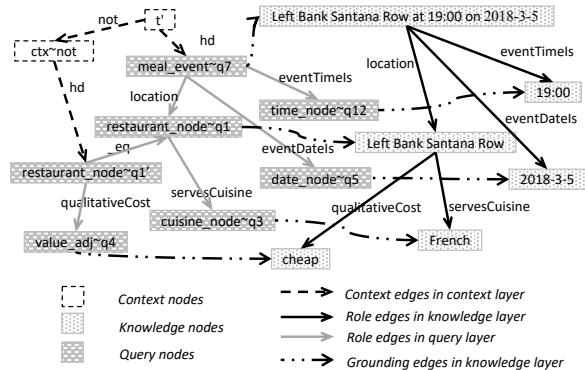 not
t'
Left Bank Santana Row at 19:00 on 2018-3-5
ctx~not
hd
hd
meal_event~q7
eventTimeIs
location
eventTimeIs
location
time_node~q12
19:00
restaurant_node~q1
eventDateIs
_eq
eventDateIs
Left Bank Santana Row
restaurant_node~q1'
date_node~q5
2018-3-5
qualitativeCost
servesCuisine
qualitativeCost
servesCuisine
cuisine_node~q3
value_adj~q4
French
cheap
Context nodes
Context edges in context layer
Knowledge nodes
Role edges in knowledge layer
Query nodes
Role edges in query layer
Grounding edges in knowledge layer